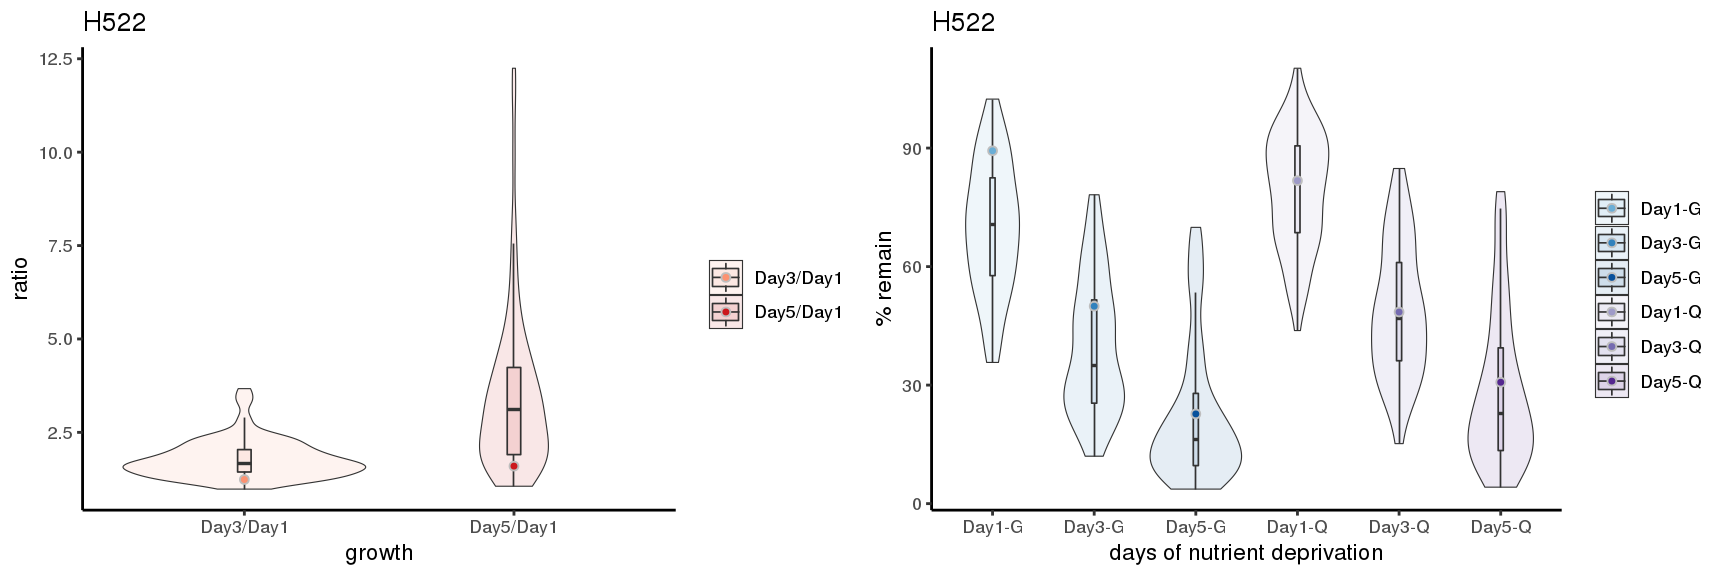 H522
12.5
10.0
7.5
5.0
2.5
ratio
Day3/Day1
Day5/Day1
growth
Day3/Day1
Day5/Day1
H522
90
60
30
0
% remain
Day1-G
Day3-G
Day5-G
Day1-Q
Day3-Q
Day5-Q
days of nutrient deprivation
Day1-G
Day3-G
Day5-G
Day1-Q
Day3-Q
Day5-Q